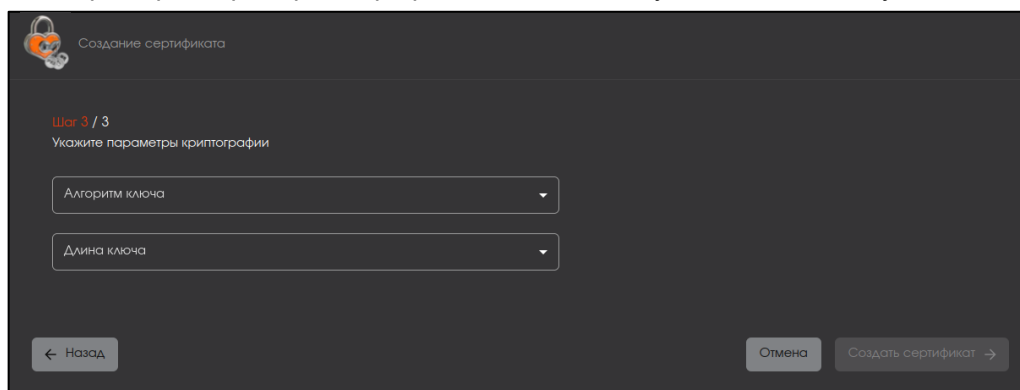 Создание сертификата
Шаг 3 / 3
Укажите параметры криптографии
Алгоритм ключа
Длина ключа
← Назад
Отмена
Создать сертификат →